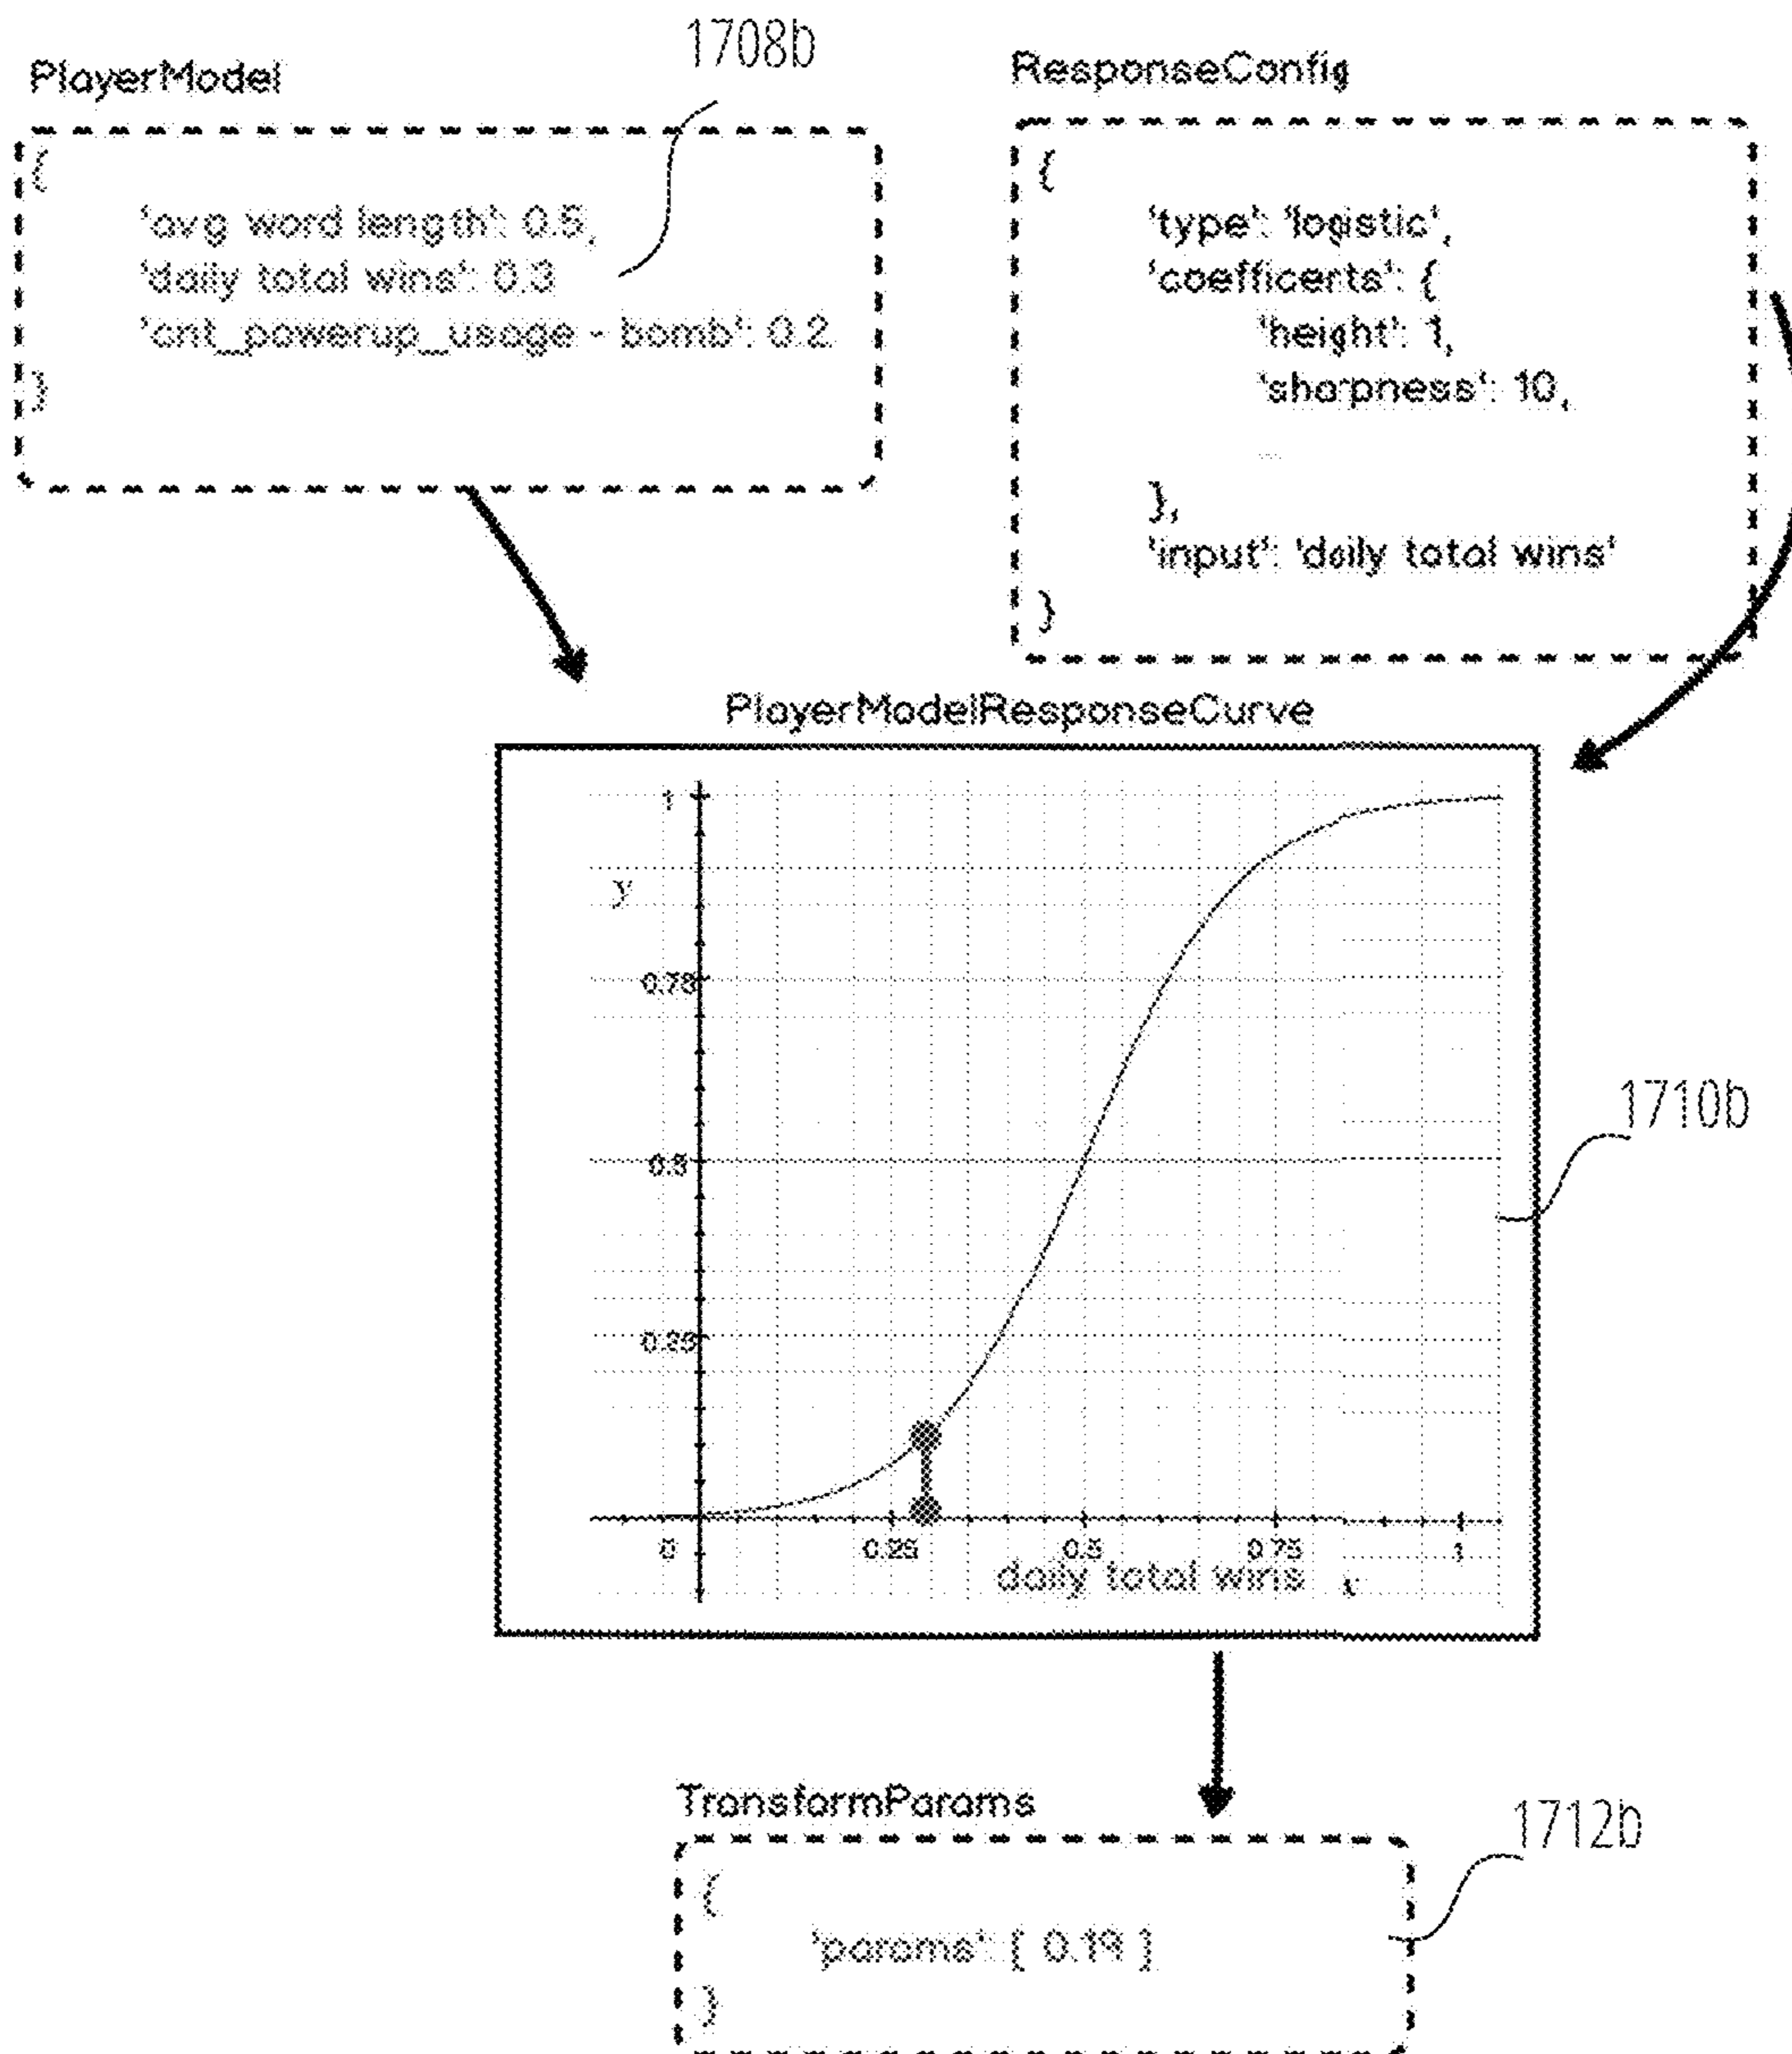 1708b
PlayerModel
{
'avg word length': 0.5,
'daily total wins': 0.3
'cnt_powerup_usage - bomb': 0.2
}
ResponseConfig
{
'type': 'logistic',
'coefficerts': {
'height': 1,
'sharpness': 10,
...
},
'input': 'daily total wins'
}
PlayerModelResponseCurve
1
y
0.75
0.5
0.25
0
0.25
0.5
0.75
1
daily total wins
1710b
TransformParams
{
'params': [ 0.19 ]
}
1712b